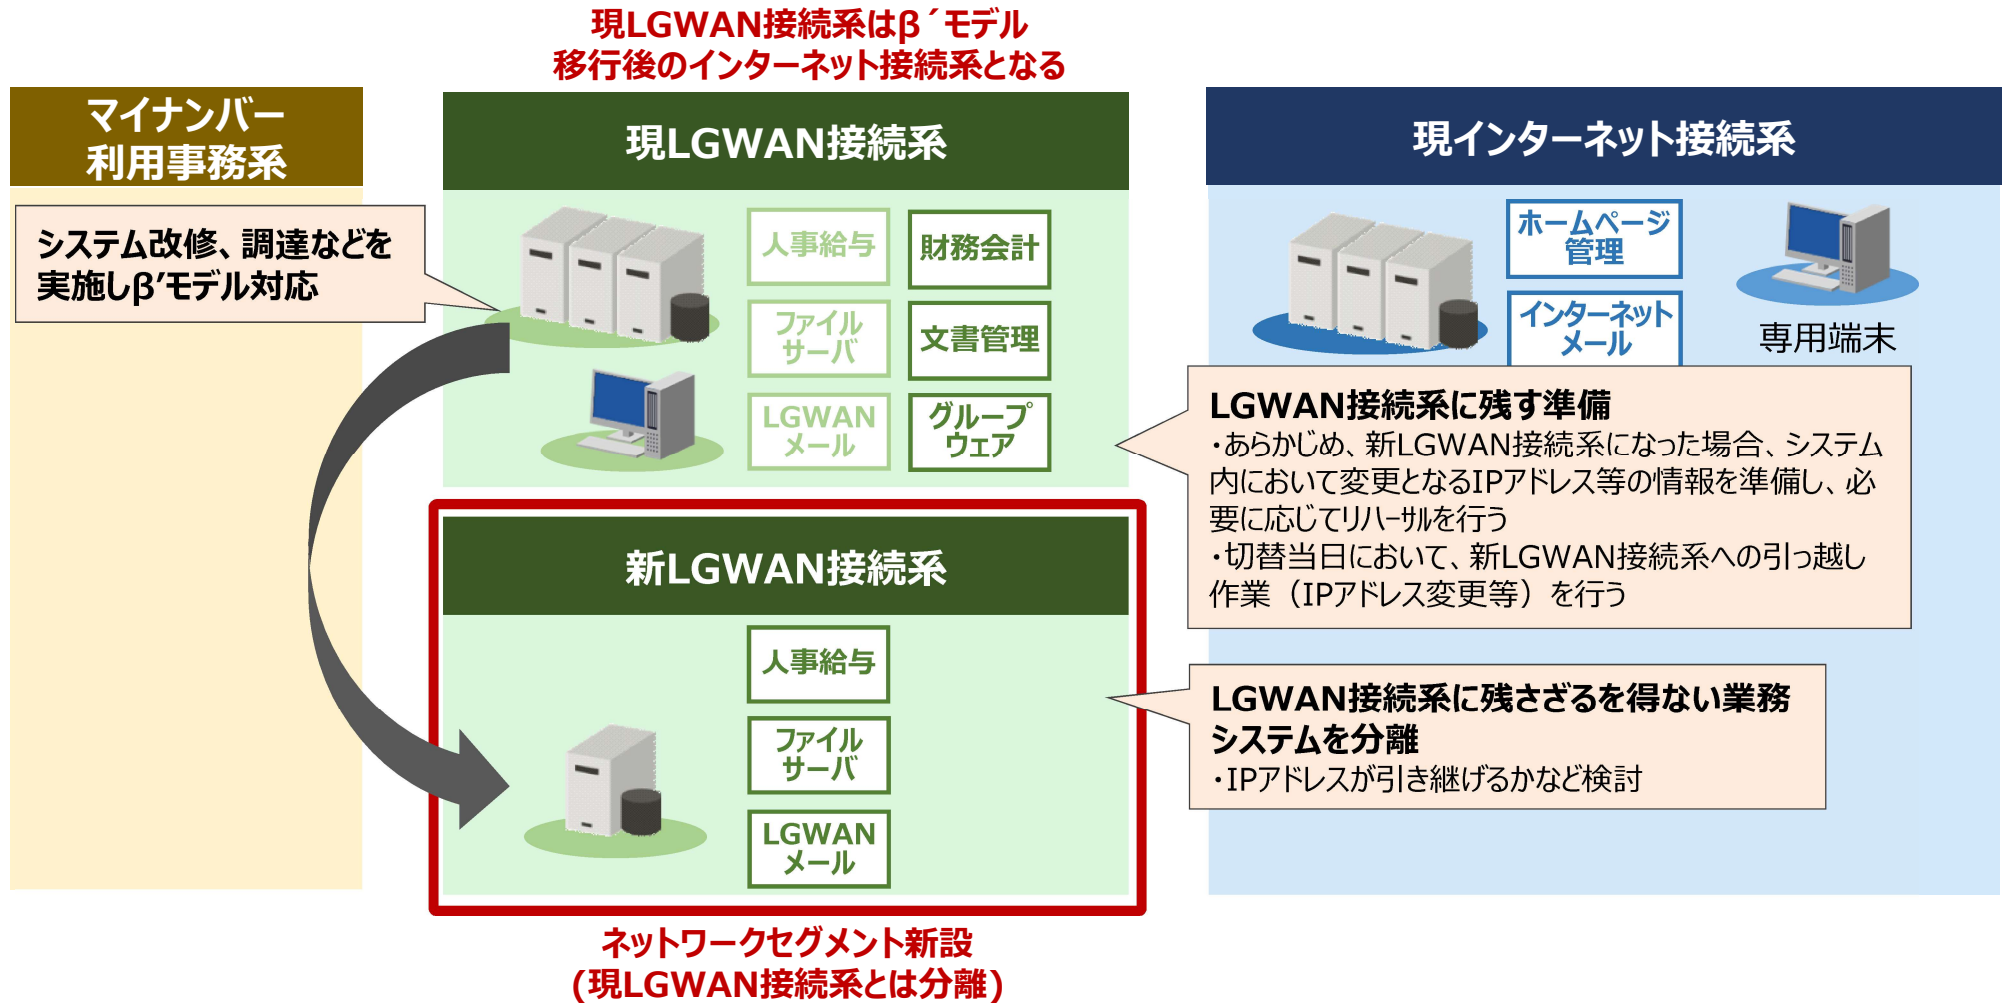 現LGWAN接続系はβ´モデル
移行後のインターネット接続系となる
マイナンバー
利用事務系
現LGWAN接続系
現インターネット接続系
システム改修、調達などを
実施しβ’モデル対応
人事給与
財務会計
ファイル
サーバ
文書管理
LGWAN
メール
グループ
ウェア
ホームページ
管理
インターネット
メール
専用端末
LGWAN接続系に残す準備
・あらかじめ、新LGWAN接続系になった場合、システム
内において変更となるIPアドレス等の情報を準備し、必
要に応じてリハーサルを行う
・切替当日において、新LGWAN接続系への引っ越し
作業（IPアドレス変更等）を行う
新LGWAN接続系
人事給与
ファイル
サーバ
LGWAN
メール
LGWAN接続系に残さざるを得ない業務
システムを分離
・IPアドレスが引き継げるかなど検討
ネットワークセグメント新設
(現LGWAN接続系とは分離)